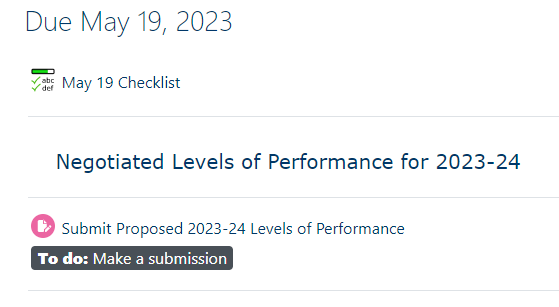 Due May 19, 2023
abc
def
May 19 Checklist
Negotiated Levels of Performance for 2023-24
Submit Proposed 2023-24 Levels of Performance
To do: Make a submission